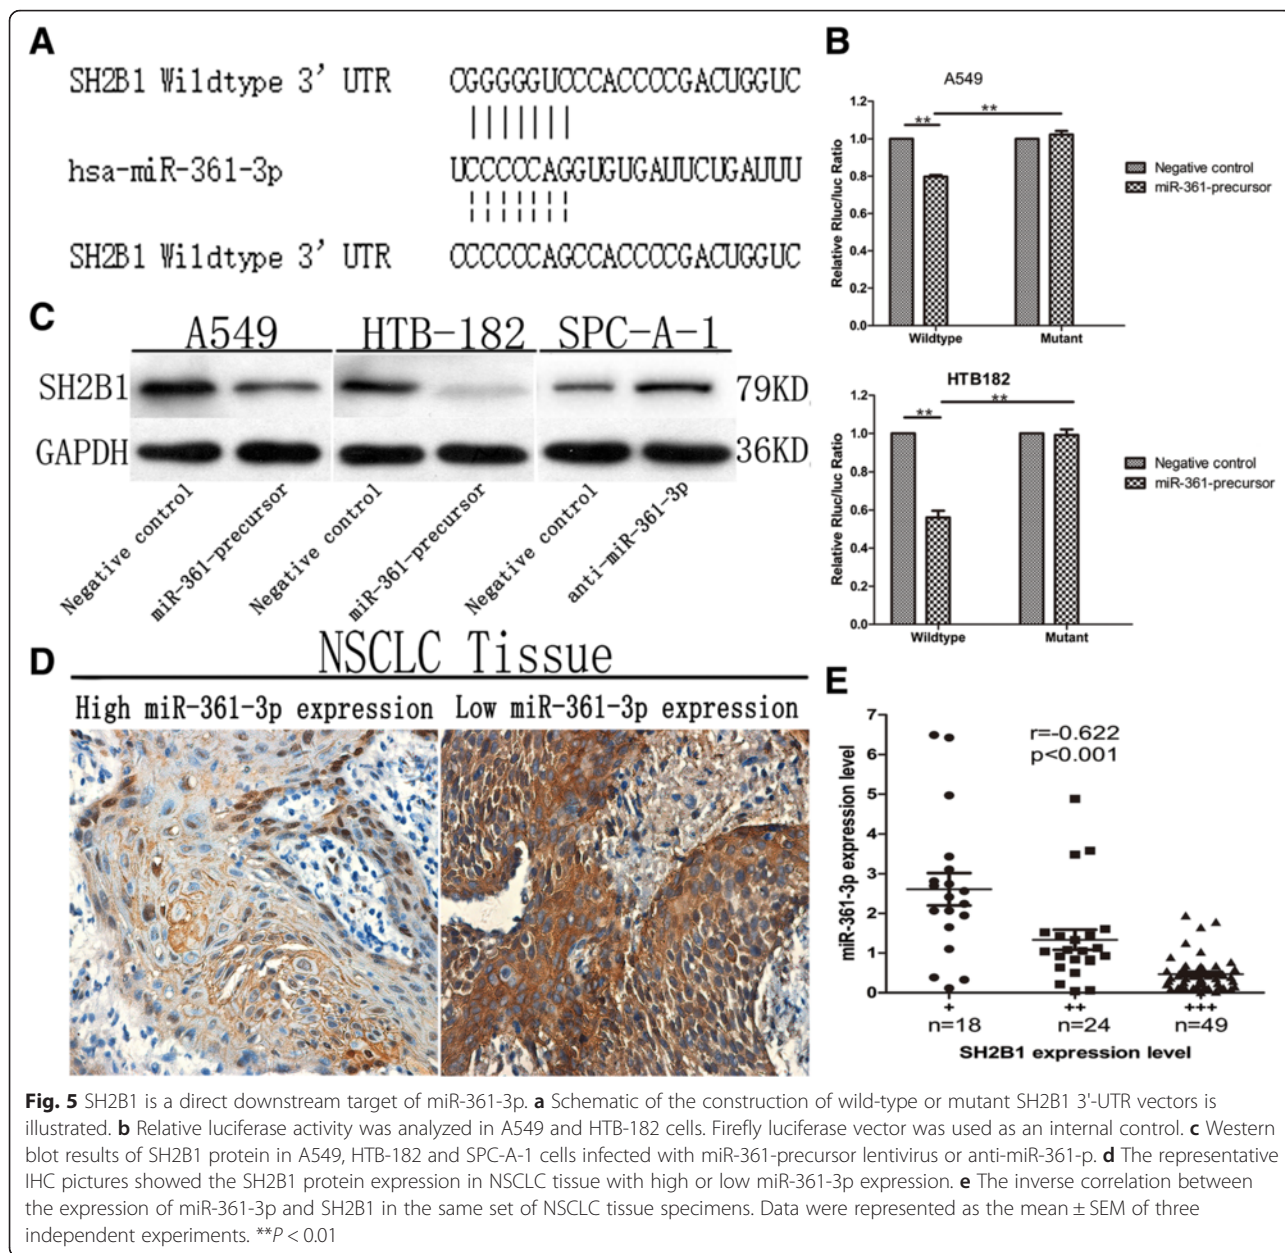 A
SH2B1 Wildtype 3' UTR CGGGGGUCCCACCCCGACUGGUC
hsa-miR-361-3p UCCCCCAGGUGUGAUUCUGAUUU
SH2B1 Wildtype 3' UTR CCCCCCAGCCACCCCGACUGGUC
B
A549
Relative Rluc/luc Ratio
1.2
1.0
0.8
0.6
0.4
0.2
0.0
**
**
Wildtype
Mutant
Negative control
miR-361-precursor
HTB182
Relative Rluc/luc Ratio
1.2
1.0
0.8
0.6
0.4
0.2
0.0
**
**
Wildtype
Mutant
Negative control
miR-361-precursor
C
A549 HTB-182 SPC-A-1
SH2B1 79KD
GAPDH 36KD
Negative control
miR-361-precursor
Negative control
miR-361-precursor
Negative control
anti-miR-361-3p
D
NSCLC Tissue
High miR-361-3p expression Low miR-361-3p expression
E
r=-0.622
p<0.001
miR-361-3p expression level
7
6
5
4
3
2
1
0
+ ++ +++
n=18 n=24 n=49
SH2B1 expression level
Fig. 5 SH2B1 is a direct downstream target of miR-361-3p. a Schematic of the construction of wild-type or mutant SH2B1 3'-UTR vectors is
illustrated. b Relative luciferase activity was analyzed in A549 and HTB-182 cells. Firefly luciferase vector was used as an internal control. c Western
blot results of SH2B1 protein in A549, HTB-182 and SPC-A-1 cells infected with miR-361-precursor lentivirus or anti-miR-361-p. d The representative
IHC pictures showed the SH2B1 protein expression in NSCLC tissue with high or low miR-361-3p expression. e The inverse correlation between
the expression of miR-361-3p and SH2B1 in the same set of NSCLC tissue specimens. Data were represented as the mean ± SEM of three
independent experiments. **P < 0.01